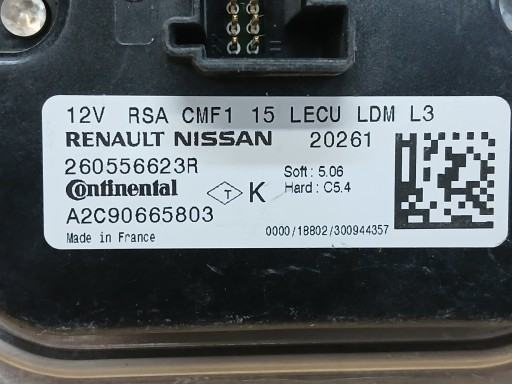 12V RSA CMF1 15 LECU LDM L3
RENAULT NISSAN 20261
260556623R Soft : 5.06
Continental T K Hard : C5.4
A2C90665803
Made in France 0000/18802/300944357